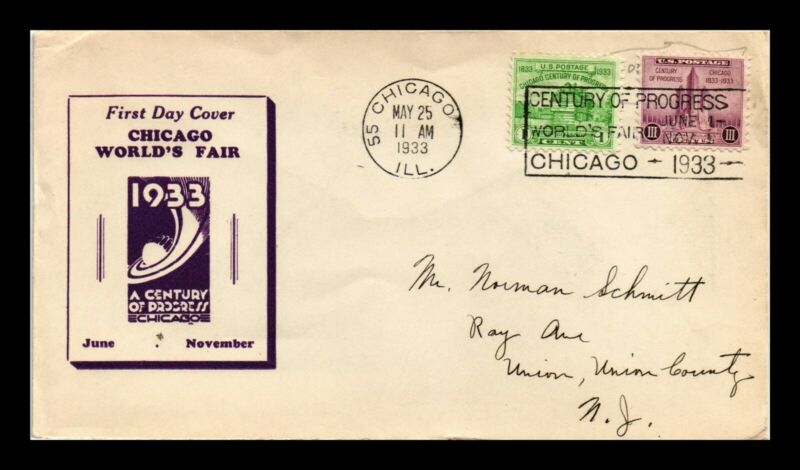 First Day Cover
CHICAGO
WORLD'S FAIR
1933
A CENTURY
OF PROGRESS
CHICAGO
June . November
55 CHICAGO
MAY 25
11 AM
1933
ILL.
U.S. POSTAGE
1833 1933
CHICAGO CENTURY OF PROGRESS
1 CENT
U.S. POSTAGE
CENTURY OF PROGRESS
CHICAGO 1833-1933
III III
CENTURY OF PROGRESS
WORLD'S FAIR JUNE 1-
NOV. 1
CHICAGO - 1933 -
Mr. Norman Schmitt
Ray Ave
Union, Union County
N. J.